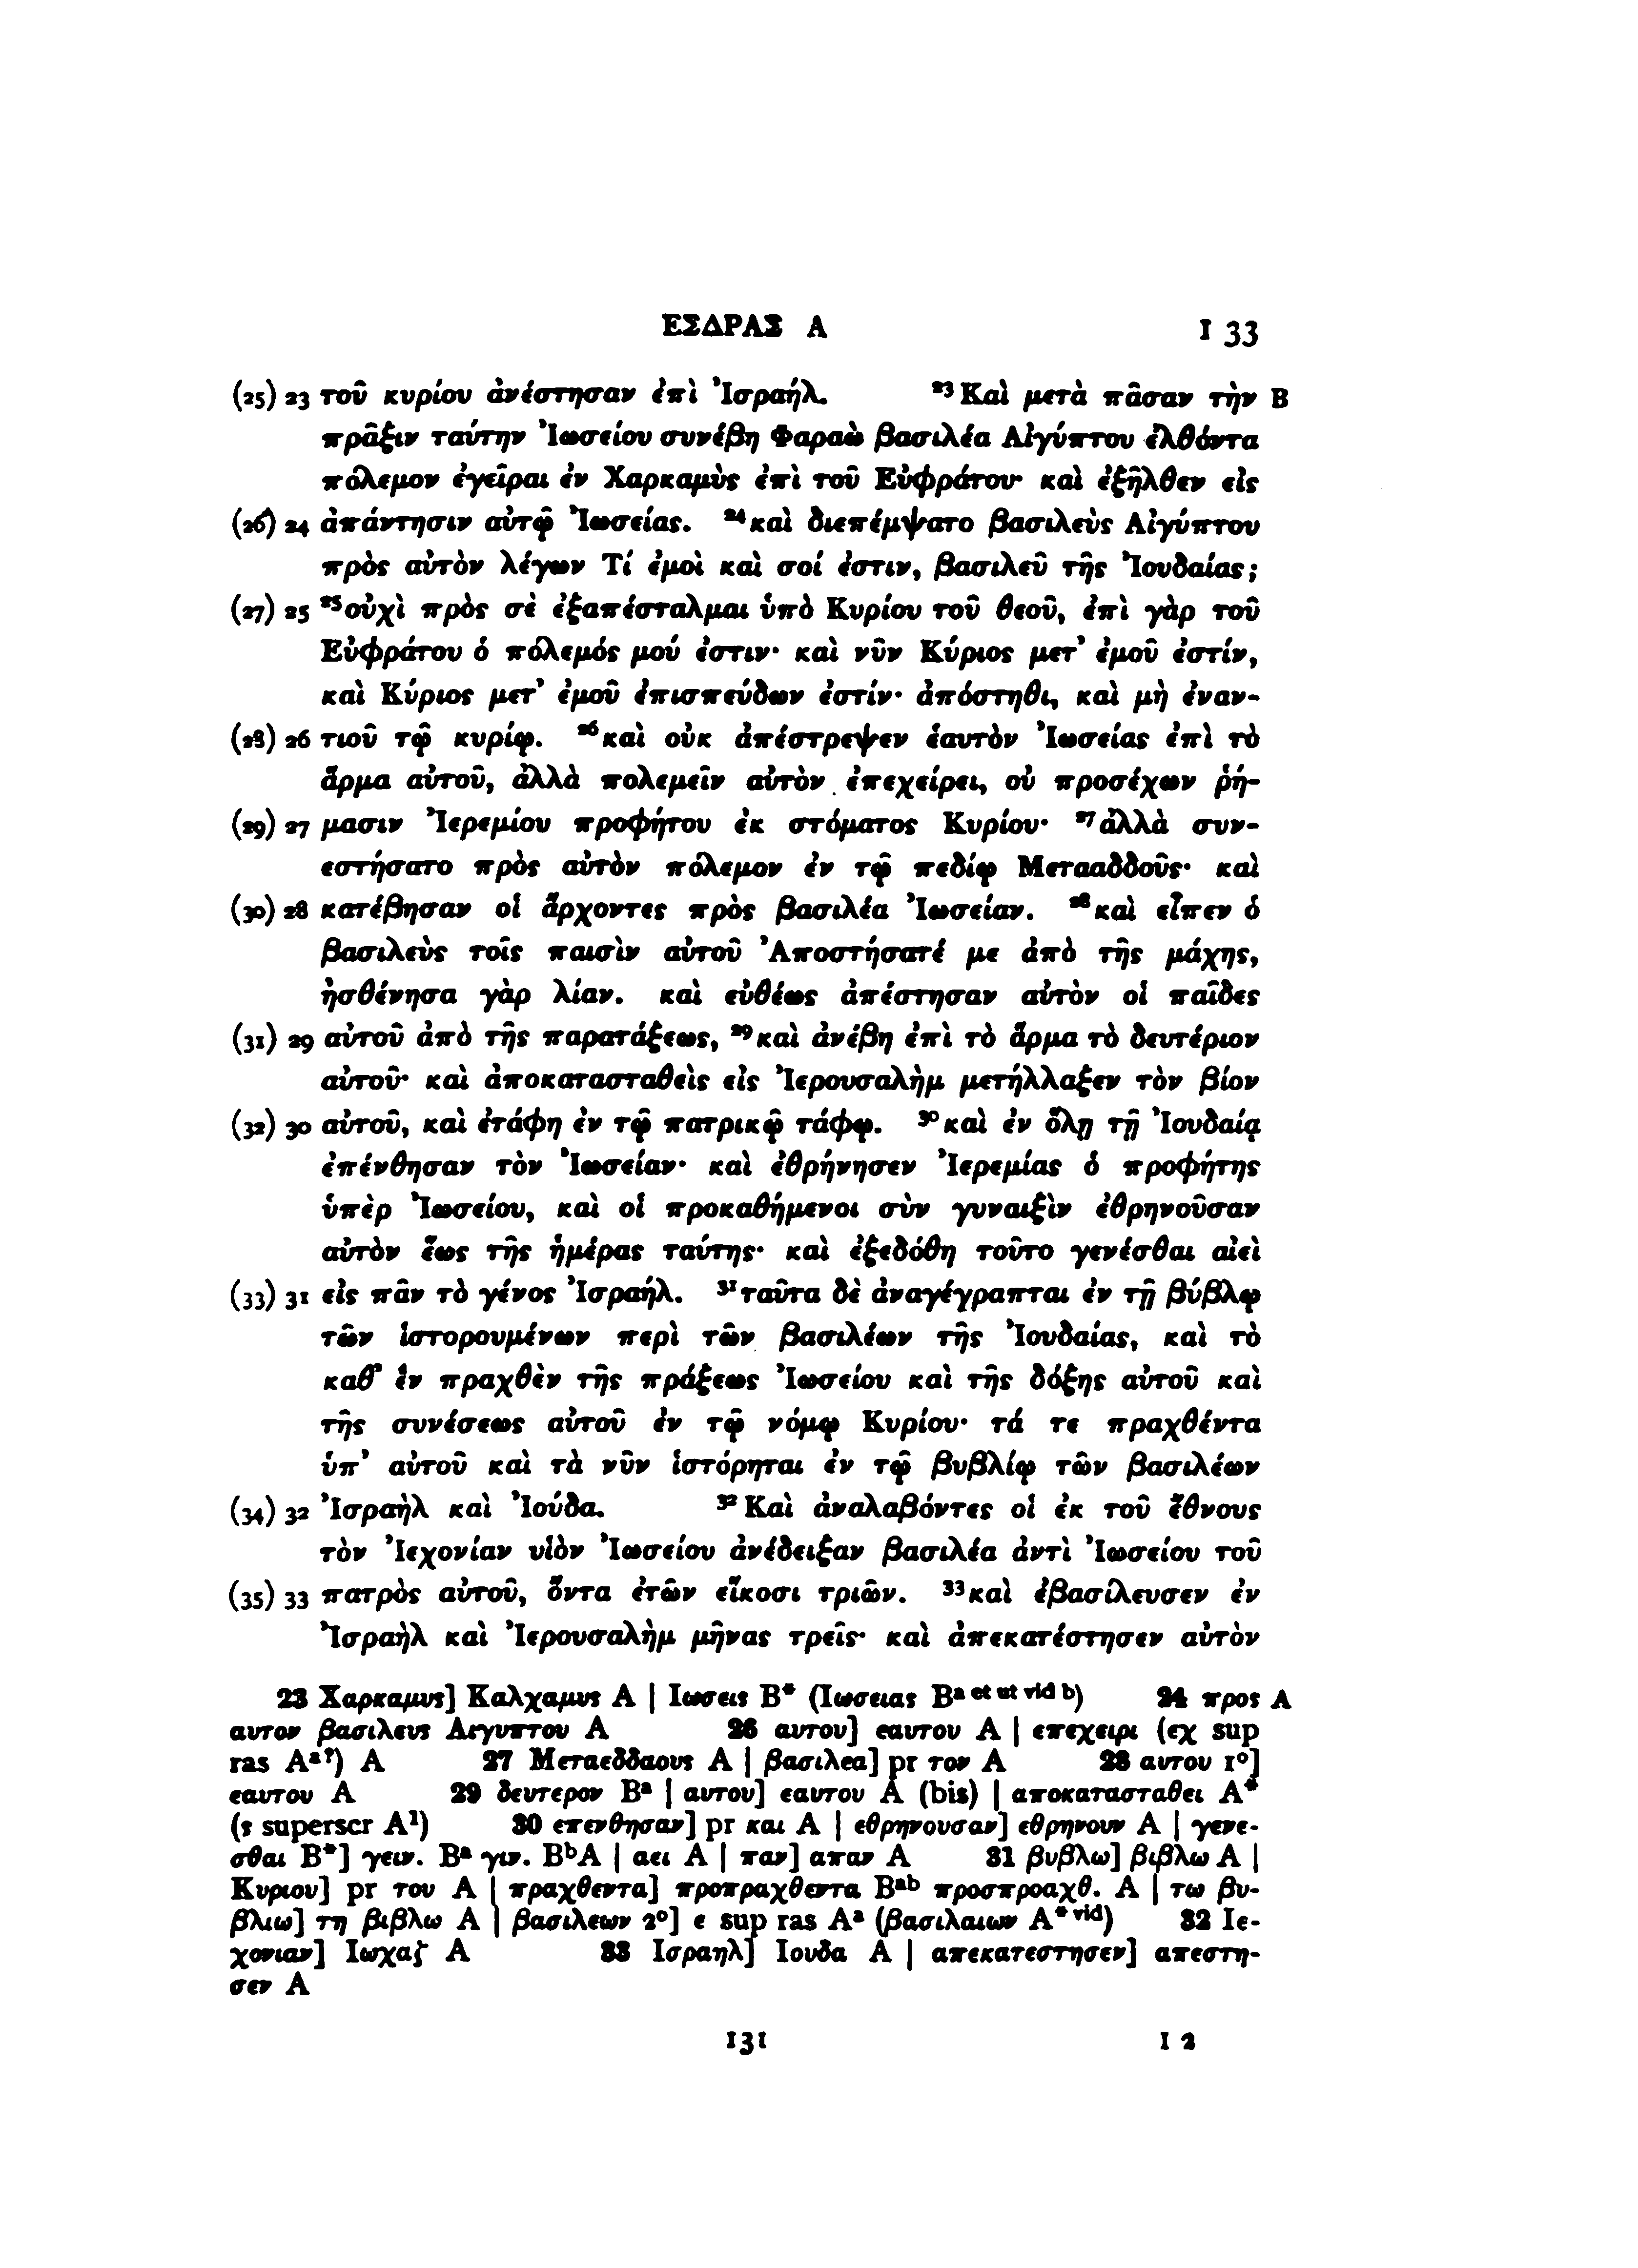 ΕΣΔΡΑΣ Α I 33
(25) 23 τοῦ κυρίου ἀνέστησαν ἐπὶ Ἰσραήλ. ²³Καὶ μετὰ πᾶσαν τὴν B
πρᾶξιν ταύτην Ἰωσείου συνέβη Φαραὼ βασιλέα Αἰγύπτου ἐλθόντα
πόλεμον ἐγεῖραι ἐν Χαρκαμὺς ἐπὶ τοῦ Εὐφράτου· καὶ ἐξῆλθεν εἰς
(26) 24 ἀπάντησιν αὐτῷ Ἰωσείας. ²⁴καὶ διεπέμψατο βασιλεὺς Αἰγύπτου
πρὸς αὐτὸν λέγων Τί ἐμοὶ καὶ σοί ἐστιν, βασιλεῦ τῆς Ἰουδαίας;
(27) 25 ²⁵οὐχὶ πρὸς σὲ ἐξαπέσταλμαι ὑπὸ Κυρίου τοῦ θεοῦ, ἐπὶ γὰρ τοῦ
Εὐφράτου ὁ πόλεμός μού ἐστιν· καὶ νῦν Κύριος μετ᾿ ἐμοῦ ἐστίν,
καὶ Κύριος μετ᾿ ἐμοῦ ἐπισπεύδων ἐστίν· ἀπόστηθι, καὶ μὴ ἐναν-
(28) 26 τιοῦ τῷ κυρίῳ. ²⁶καὶ οὐκ ἀπέστρεψεν ἑαυτὸν Ἰωσείας ἐπὶ τὸ
ἅρμα αὐτοῦ, ἀλλὰ πολεμεῖν αὐτὸν ἐπεχείρει, οὐ προσέχων ῥή-
(29) 27 μασιν Ἰερεμίου προφήτου ἐκ στόματος Κυρίου· ²⁷ἀλλὰ συν-
εστήσατο πρὸς αὐτὸν πόλεμον ἐν τῷ πεδίῳ Μεταaδδοῦς· καὶ
(30) 28 κατέβησαν οἱ ἄρχοντες πρὸς βασιλέα Ἰωσείαν. ²⁸καὶ εἶπεν ὁ
βασιλεὺς τοῖς παισὶν αὐτοῦ Ἀποστήσατέ με ἀπὸ τῆς μάχης,
ἠσθένησα γὰρ λίαν. καὶ εὐθέως ἀπέστησαν αὐτὸν οἱ παῖδες
(31) 29 αὐτοῦ ἀπὸ τῆς παρατάξεως, ²⁹καὶ ἀνέβη ἐπὶ τὸ ἅρμα τὸ δευτέριον
αὐτοῦ· καὶ ἀποκατασταθεὶς εἰς Ἰερουσαλὴμ μετήλλαξεν τὸν βίον
(32) 30 αὐτοῦ, καὶ ἐτάφη ἐν τῷ πατρικῷ τάφῳ. ³⁰καὶ ἐν ὅλῃ τῇ Ἰουδαίᾳ
ἐπένθησαν τὸν Ἰωσείαν· καὶ ἐθρήνησεν Ἰερεμίας ὁ προφήτης
ὑπὲρ Ἰωσείου, καὶ οἱ προκαθήμενοι σὺν γυναιξὶν ἐθρηνοῦσαν
αὐτὸν ἕως τῆς ἡμέρας ταύτης· καὶ ἐξεδόθη τοῦτο γενέσθαι αἰεὶ
(33) 31 εἰς πᾶν τὸ γένος Ἰσραήλ. ³¹ταῦτα δὲ ἀναγέγραπται ἐν τῇ βύβλῳ
τῶν ἱστορουμένων περὶ τῶν βασιλέων τῆς Ἰουδαίας, καὶ τὸ
καθ᾿ ἓν πραχθὲν τῆς πράξεως Ἰωσείου καὶ τῆς δόξης αὐτοῦ καὶ
τῆς συνέσεως αὐτοῦ ἐν τῷ νόμῳ Κυρίου· τά τε πραχθέντα
ὑπ᾿ αὐτοῦ καὶ τὰ νῦν ἱστόρηται ἐν τῷ βυβλίῳ τῶν βασιλέων
(34) 32 Ἰσραὴλ καὶ Ἰούδα. ³²Καὶ ἀναλαβόντες οἱ ἐκ τοῦ ἔθνους
τὸν Ἰεχονίαν υἱὸν Ἰωσείου ἀνέδειξαν βασιλέα ἀντὶ Ἰωσείου τοῦ
(35) 33 πατρὸς αὐτοῦ, ὄντα ἐτῶν εἴκοσι τριῶν. ³³καὶ ἐβασίλευσεν ἐν
Ἰσραὴλ καὶ Ἰερουσαλὴμ μῆνας τρεῖς· καὶ ἀπεκατέστησεν αὐτὸν
23 Χαρκαμυς] Καλχαμυς A | Ιωσεις B* (Ιωσειας Bᵃ ᵉᵗ ᵘᵗ ᵛⁱᵈ ᵇ) 24 προς A
αυτον βασιλευς Αιγυπτου A 26 αυτου] εαυτου A | επεχειρι (εχ sup
ras Aᵃ?) A 27 Μεταεδδαους A | βασιλεα] pr τον A 28 αυτου 1°]
εαυτου A 29 δευτερον Bᵃ | αυτου] εαυτου A (bis) | αποκατασταθει A*
(ς superscr A¹) 30 επενθησαν] pr και A | εθρηνουσαν] εθρηνουν A | γενε-
σθαι B*] γειν. Bᵃ γιν. BᵇA | αει A | παν] απαν A 31 βυβλω] βιβλω A |
Κυριου] pr του A | πραχθεντα] προπραχθεντα Bᵃᵇ προσπροαχθ. A | τω βυ-
βλιω] τη βιβλω A | βασιλεων 2°] ε sup ras Aᵃ (βασιλαιων A*ᵛⁱᵈ) 32 Ιε-
χονιαν] Ιωχαζ A 33 Ισραηλ] Ιουδα A | απεκατεστησεν] απεστη-
σεν A
131 I 2